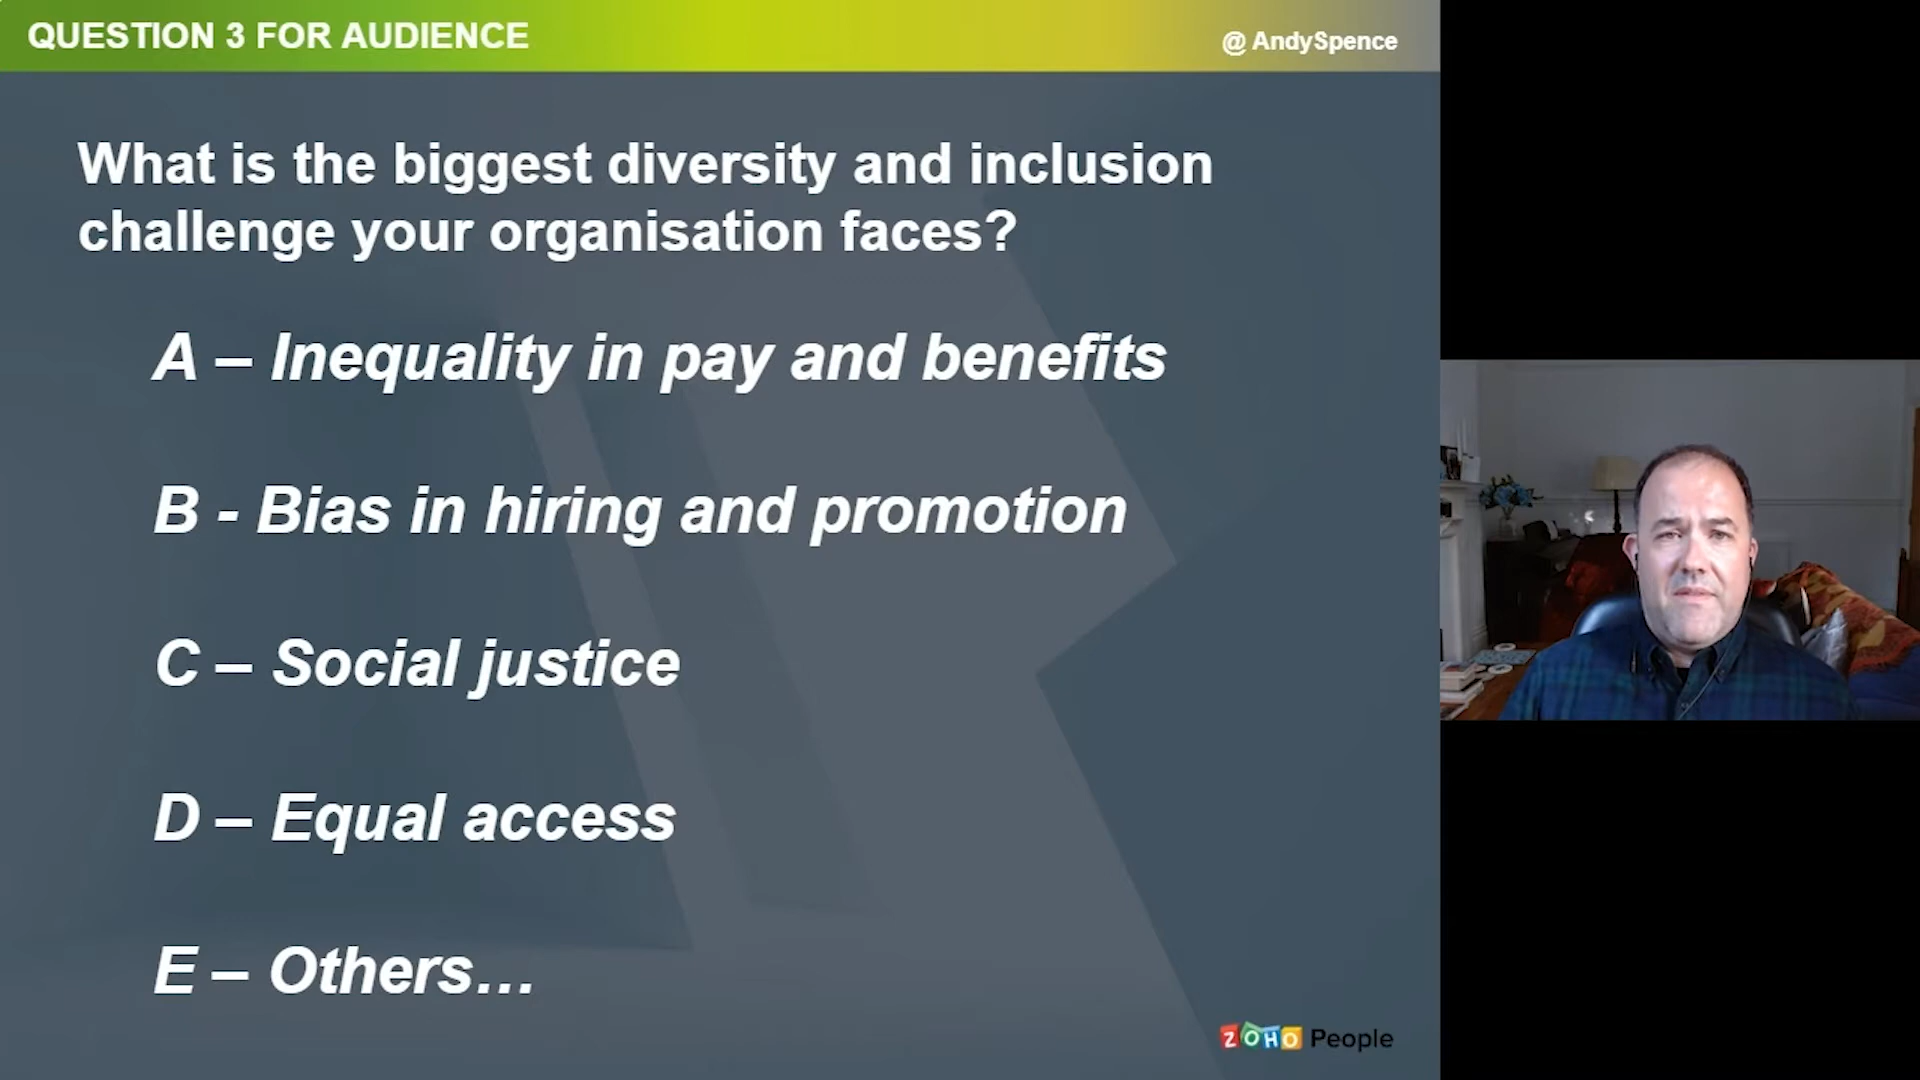 QUESTION 3 FOR AUDIENCE
@ AndySpence
What is the biggest diversity and inclusion
challenge your organisation faces?
A – Inequality in pay and benefits
B - Bias in hiring and promotion
C – Social justice
D – Equal access
E – Others…
ZOHO People